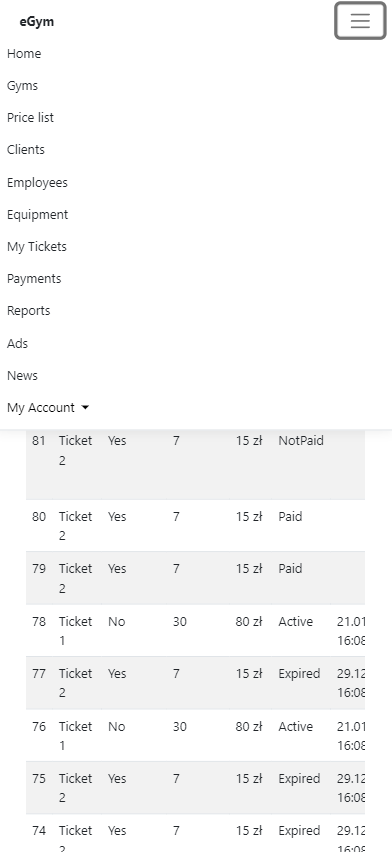 eGym
Home
Gyms
Price list
Clients
Employees
Equipment
My Tickets
Payments
Reports
Ads
News
My Account
81 Ticket Yes 7 15 zł NotPaid
2
80 Ticket Yes 7 15 zł Paid
2
79 Ticket Yes 7 15 zł Paid
2
78 Ticket No 30 80 zł Active 21.01
1 16:08
77 Ticket Yes 7 15 zł Expired 29.12
2 16:08
76 Ticket No 30 80 zł Active 21.01
1 16:08
75 Ticket Yes 7 15 zł Expired 29.12
2 16:08
74 Ticket Yes 7 15 zł Expired 29.12
2 16:08